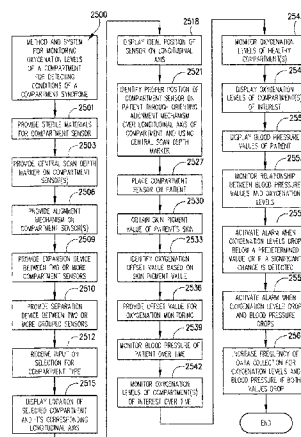 2500
METHOD AND SYSTEM
FOR MONITORING
OXYGENATION LEVELS
OF A COMPARTMENT
FOR DETECTING
CONDITIONS OF A
COMPARTMENT SYNDROME
2501
PROVIDE STERILE MATERIALS
FOR COMPARTMENT SENSOR
2503
PROVIDE CENTRAL SCAN DEPTH
MARKER ON COMPARTMENT
SENSOR(S)
2506
PROVIDE ALIGNMENT
MECHANISM ON
COMPARTMENT SENSOR(S)
2509
PROVIDE EXPANSION DEVICE
BETWEEN TWO OR MORE
COMPARTMENT SENSORS
2510
PROVIDE SEPARATION
DEVICE BETWEEN TWO OR
MORE GROUPED SENSORS
2512
RECEIVE INPUT ON
SELECTION FOR
COMPARTMENT TYPE
2515
DISPLAY LOCATION OF
SELECTED COMPARTMENT
AND ITS CORRESPONDING
LONGITUDINAL AXIS
2518
DISPLAY IDEAL POSITION OF
SENSOR ON LONGITUDINAL
AXIS
2521
IDENTIFY PROPER POSITION OF
COMPARTMENT SENSOR ON
PATIENT THROUGH ORIENTING
ALIGNMENT MECHANISM OVER
LONGITUDINAL AXIS OF
COMPARTMENT AND USING
CENTRAL SCAN DEPTH
MARKER
2527
PLACE COMPARTMENT
SENSOR ON PATIENT
2530
OBTAIN SKIN PIGMENT
VALUE OF PATIENT'S SKIN
2533
IDENTIFY OXYGENATION
OFFSET VALUE BASED ON
SKIN PIGMENT VALUE
2536
PROVIDE OFFSET VALUE FOR
OXYGENATION MONITORING
2539
MONITOR BLOOD PRESSURE OF
PATIENT OVER TIME
2542
MONITOR OXYGENATION
LEVELS OF COMPARTMENT(S)
OF INTEREST OVER TIME
MONITOR OXYGENATION
LEVELS OF HEALTHY
COMPARTMENT(S)
DISPLAY OXYGENATION
LEVELS OF COMPARTMENT(S)
OF INTEREST
DISPLAY BLOOD PRESSURE
VALUES OF PATIENT
MONITOR RELATIONSHIP
BETWEEN BLOOD PRESSURE
VALUES AND OXYGENATION
LEVELS
ACTIVATE ALARM WHEN
OXYGENATION LEVELS DROP
BELOW A PREDETERMINED
VALUE OR IF A SIGNIFICANT
CHANGE IS DETECTED
ACTIVATE ALARM WHEN
OXYGENATION LEVELS DROP
AND BLOOD PRESSURE
DROPS
INCREASE FREQUENCY OF
DATA COLLECTION FOR
OXYGENATION LEVELS AND
BLOOD PRESSURE IF BOTH
VALUES DROP
END